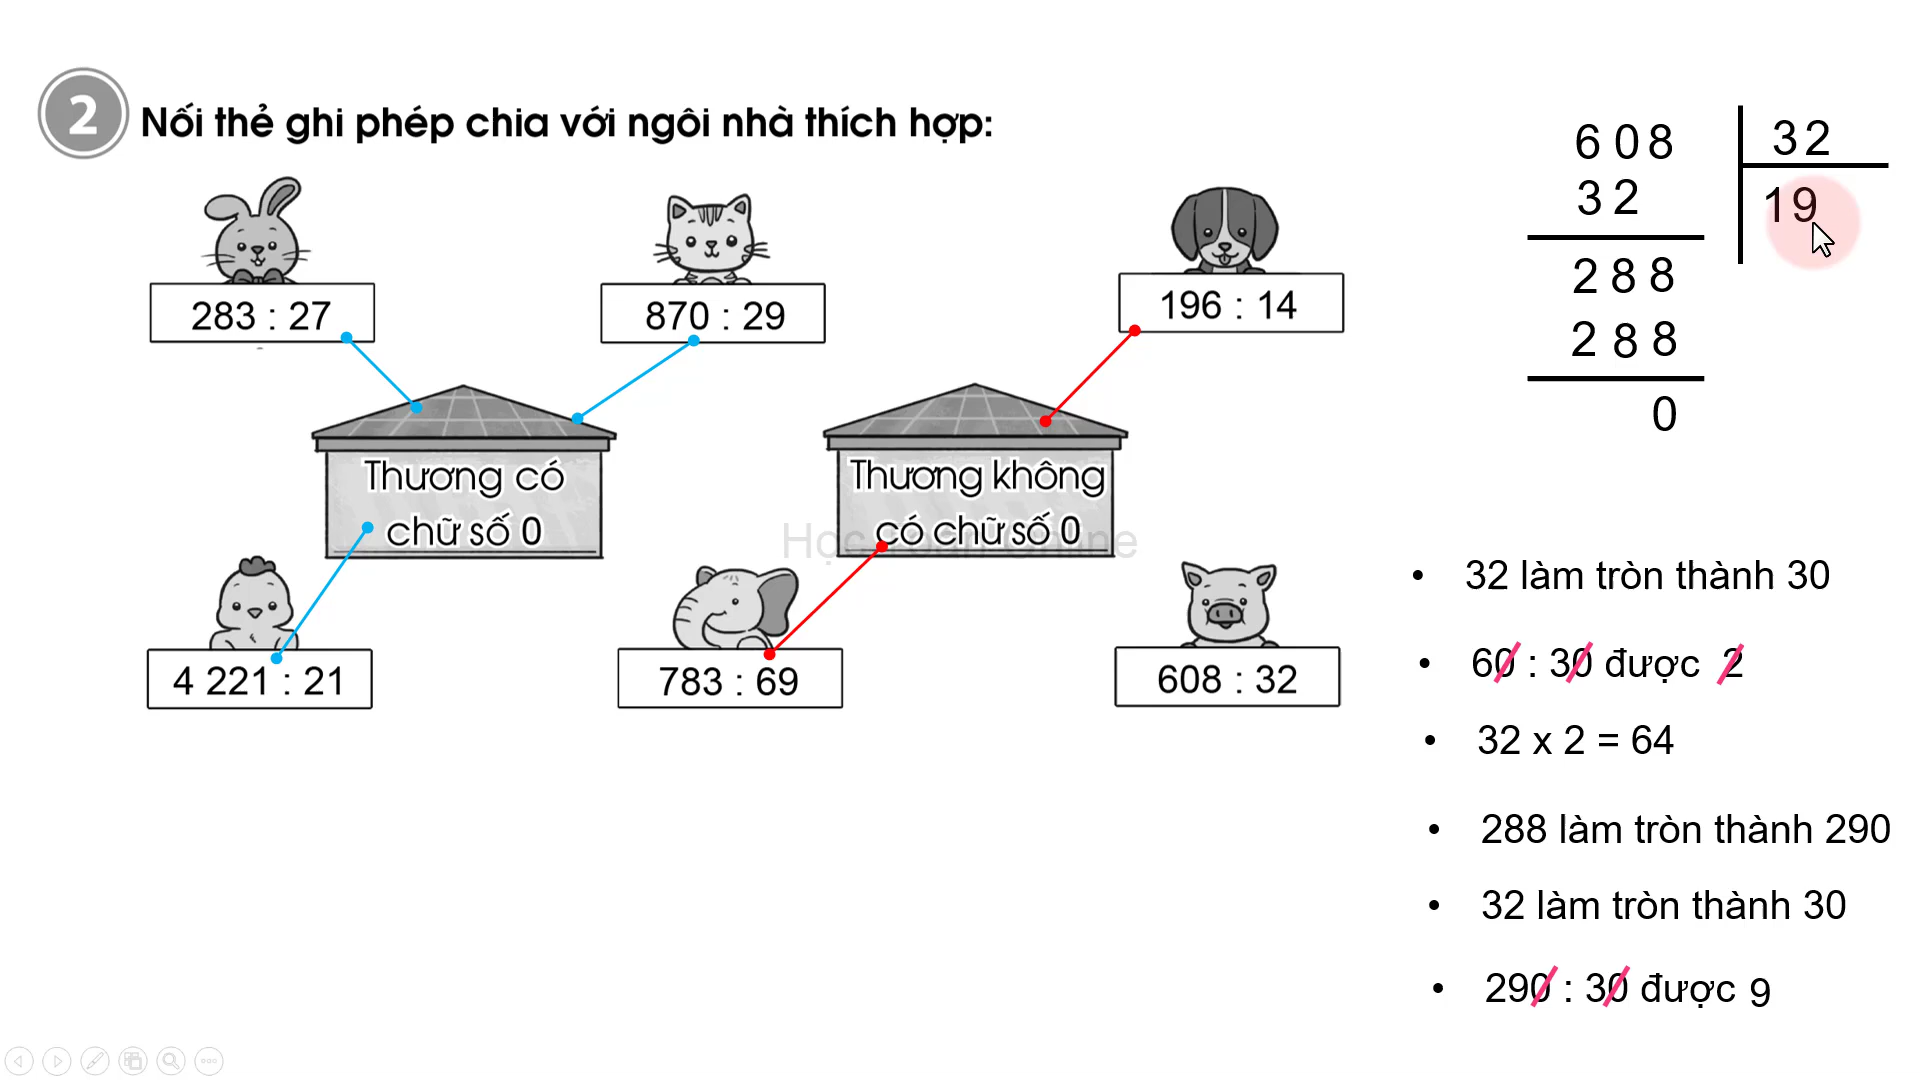 2 Nối thẻ ghi phép chia với ngôi nhà thích hợp:
283 : 27
870 : 29
196 : 14
Thương có
chữ số 0
Thương không
có chữ số 0
Học Toán Online
4 221 : 21
783 : 69
608 : 32
608 32
32 19
288
288
0
• 32 làm tròn thành 30
• 60 : 30 được 2
• 32 x 2 = 64
• 288 làm tròn thành 290
• 32 làm tròn thành 30
• 290 : 30 được 9